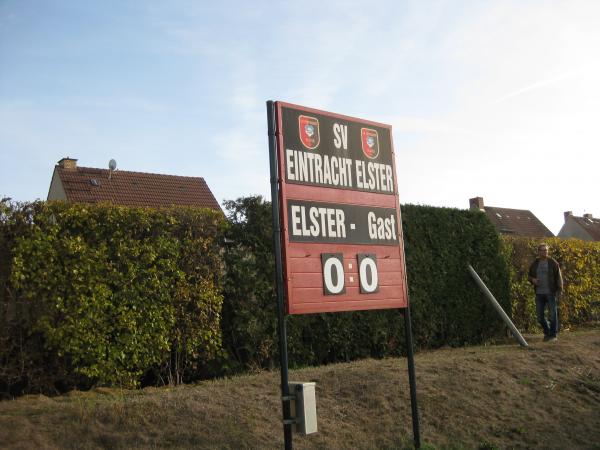 SV
EINTRACHT ELSTER
ELSTER - Gast
0:0